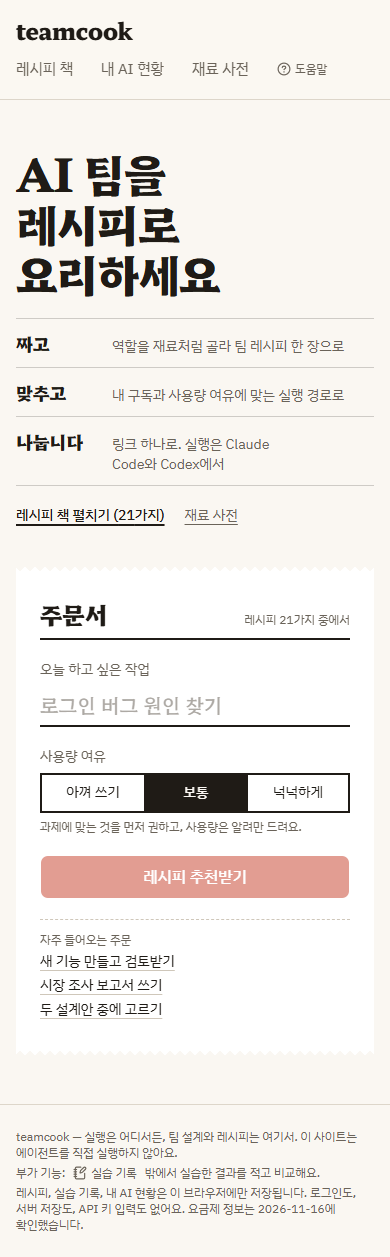 teamcook
레시피 책 내 AI 현황 재료 사전 도움말
AI 팀을
레시피로
요리하세요
짜고 역할을 재료처럼 골라 팀 레시피 한 장으로
맞추고 내 구독과 사용량 여유에 맞는 실행 경로로
나눕니다 링크 하나로. 실행은 Claude
Code와 Codex에서
레시피 책 펼치기 (21가지) 재료 사전
주문서 레시피 21가지 중에서
오늘 하고 싶은 작업
로그인 버그 원인 찾기
사용량 여유
아껴 쓰기 보통 넉넉하게
과제에 맞는 것을 먼저 권하고, 사용량은 알려만 드려요.
레시피 추천받기
자주 들어오는 주문
새 기능 만들고 검토받기
시장 조사 보고서 쓰기
두 설계안 중에 고르기
teamcook — 실행은 어디서든, 팀 설계와 레시피는 여기서. 이 사이트는
에이전트를 직접 실행하지 않아요.
부가 기능: 실습 기록 밖에서 실습한 결과를 적고 비교해요.
레시피, 실습 기록, 내 AI 현황은 이 브라우저에만 저장됩니다. 로그인도,
서버 저장도, API 키 입력도 없어요. 요금제 정보는 2026-11-16에
확인했습니다.